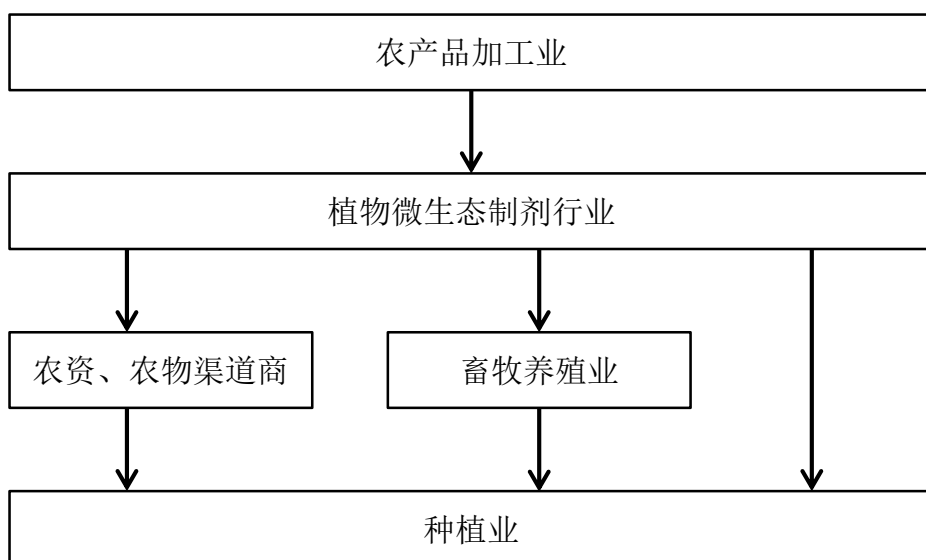 农产品加工业
植物微生态制剂行业
农资、农物渠道商
畜牧养殖业
种植业